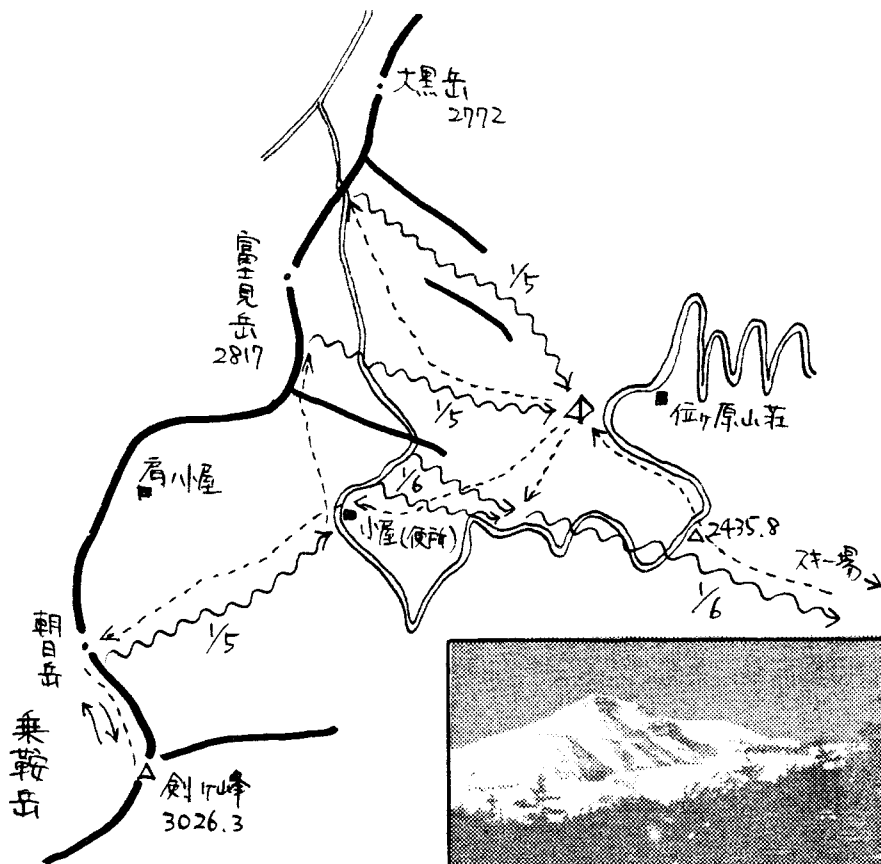 大黒岳
2772
富士見岳
2817
1/5
1/5
位ヶ原山荘
肩ノ小屋
1/6
小屋(便所)
2435.8
スキー場
1/6
1/5
朝日岳
乗鞍岳
剣ヶ峰
3026.3